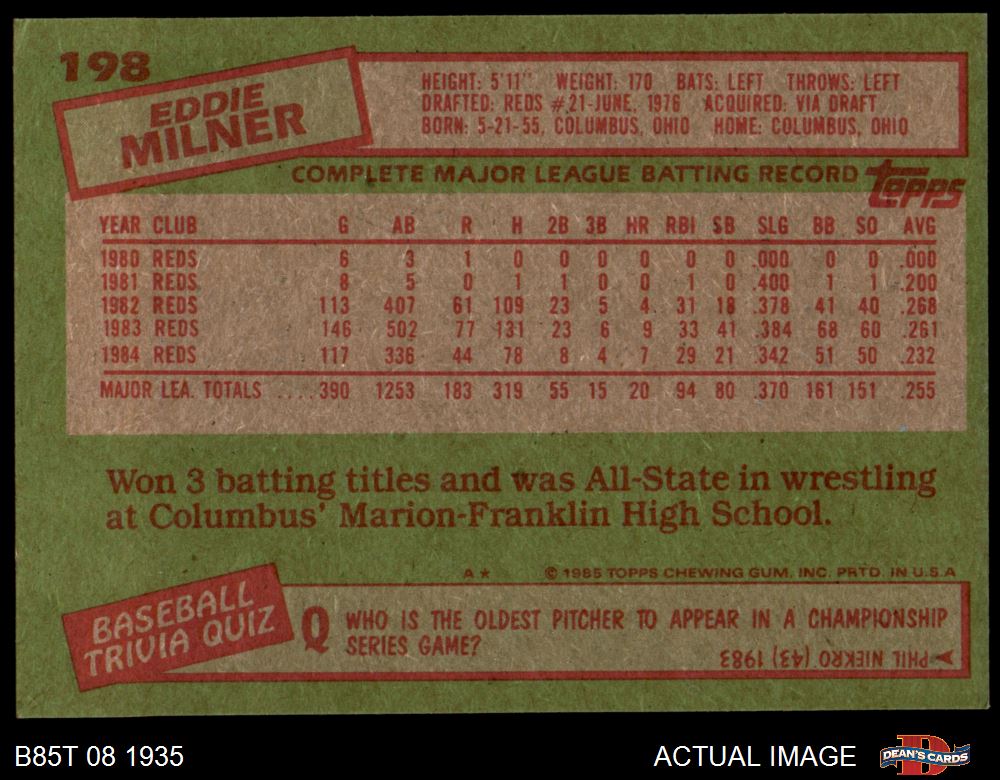 198
EDDIE
MILNER
HEIGHT: 5'11" WEIGHT: 170 BATS: LEFT THROWS: LEFT
DRAFTED: REDS #21-JUNE, 1976 ACQUIRED: VIA DRAFT
BORN: 5-21-55, COLUMBUS, OHIO HOME: COLUMBUS, OHIO
COMPLETE MAJOR LEAGUE BATTING RECORD topps
YEAR CLUB G AB R H 2B 3B HR RBI SB SLG BB SO AVG
1980 REDS 6 3 1 0 0 0 0 0 0 .000 0 0 .000
1981 REDS 8 5 0 1 1 0 0 1 0 .400 1 1 .200
1982 REDS 113 407 61 109 23 5 4 31 18 .378 41 40 .268
1983 REDS 146 502 77 131 23 6 9 33 41 .384 68 60 .261
1984 REDS 117 336 44 78 8 4 7 29 21 .342 51 50 .232
MAJOR LEA. TOTALS .... 390 1253 183 319 55 15 20 94 80 .370 161 151 .255
Won 3 batting titles and was All-State in wrestling
at Columbus' Marion-Franklin High School.
A* © 1985 TOPPS CHEWING GUM, INC. PRTD. IN U.S.A
BASEBALL
TRIVIA QUIZ
Q WHO IS THE OLDEST PITCHER TO APPEAR IN A CHAMPIONSHIP
SERIES GAME?
PHIL NIEKRO (43) 1983
B85T 08 1935 ACTUAL IMAGE DEAN'S CARDS